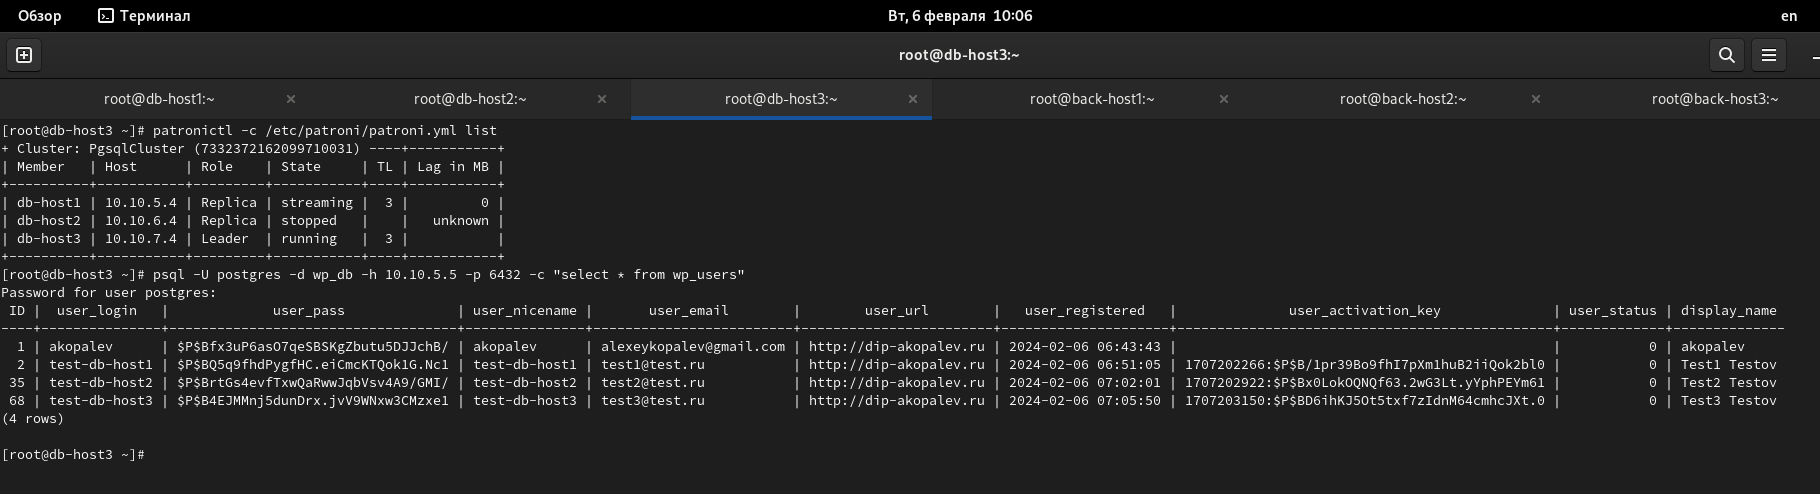 Обзор Терминал Вт, 6 февраля 10:06 en
root@db-host3:~
root@db-host1:~ × root@db-host2:~ × root@db-host3:~ × root@back-host1:~ × root@back-host2:~ × root@back-host3:~
[root@db-host3 ~]# patronictl -c /etc/patroni/patroni.yml list
+ Cluster: PgsqlCluster (7332372162099710031) ----+-----------+
| Member   | Host      | Role    | State     | TL | Lag in MB |
+----------+-----------+---------+-----------+----+-----------+
| db-host1 | 10.10.5.4 | Replica | streaming |  3 |         0 |
| db-host2 | 10.10.6.4 | Replica | stopped   |    |   unknown |
| db-host3 | 10.10.7.4 | Leader  | running   |  3 |           |
+----------+-----------+---------+-----------+----+-----------+
[root@db-host3 ~]# psql -U postgres -d wp_db -h 10.10.5.5 -p 6432 -c "select * from wp_users"
Password for user postgres:
 ID |  user_login   |             user_pass              | user_nicename |       user_email        |        user_url         |   user_registered   |              user_activation_key              | user_status | display_name
----+---------------+------------------------------------+---------------+-------------------------+-------------------------+---------------------+-----------------------------------------------+-------------+--------------
  1 | akopalev      | $P$Bfx3uP6asO7qeSBSKgZbutu5DJJchB/ | akopalev      | alexeykopalev@gmail.com | http://dip-akopalev.ru | 2024-02-06 06:43:43 |                                               |           0 | akopalev
  2 | test-db-host1 | $P$BQ5q9fhdPygfHC.eiCmcKTQok1G.Nc1 | test-db-host1 | test1@test.ru           | http://dip-akopalev.ru | 2024-02-06 06:51:05 | 1707202266:$P$B/1pr39Bo9fhI7pXm1huB2iiQok2bl0 |           0 | Test1 Testov
 35 | test-db-host2 | $P$BrtGs4evfTxwQaRwwJqbVsv4A9/GMI/ | test-db-host2 | test2@test.ru           | http://dip-akopalev.ru | 2024-02-06 07:02:01 | 1707202922:$P$Bx0LokOQNQf63.2wG3Lt.yYphPEYm61 |           0 | Test2 Testov
 68 | test-db-host3 | $P$B4EJMMnj5dunDrx.jvV9WNxw3CMzxe1 | test-db-host3 | test3@test.ru           | http://dip-akopalev.ru | 2024-02-06 07:05:50 | 1707203150:$P$BD6ihKJ5Ot5txf7zIdnM64cmhcJXt.0 |           0 | Test3 Testov
(4 rows)
[root@db-host3 ~]#